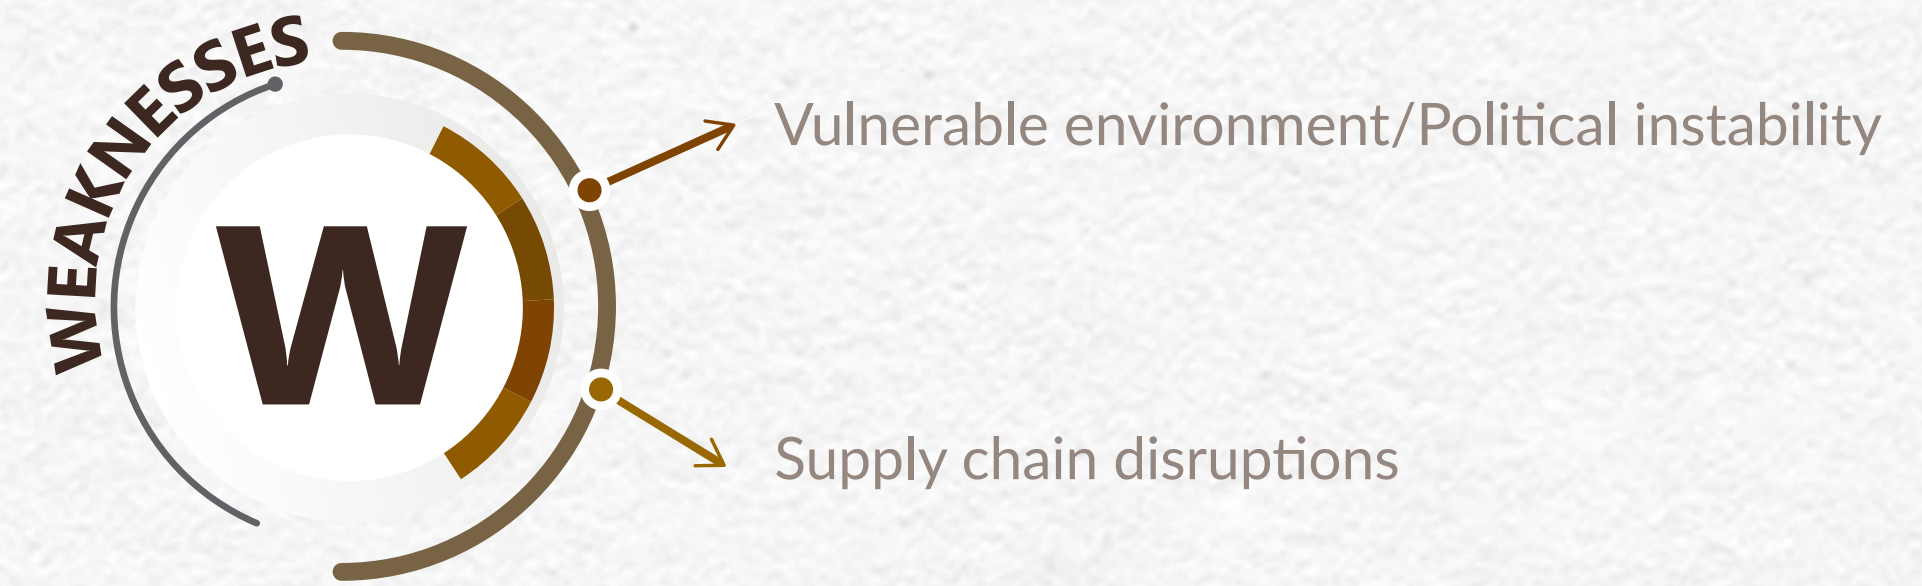 WEAKNESSES
W
Vulnerable environment/Political instability
Supply chain disruptions